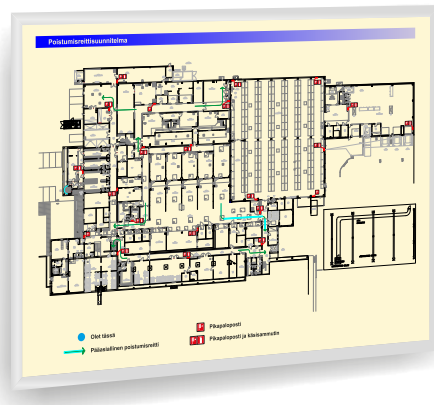 Poistumisreittisuunnitelma
Olet tässä
Pääasiallinen poistumisreitti
Pikapaloposti
Pikapaloposti ja käsisammutin